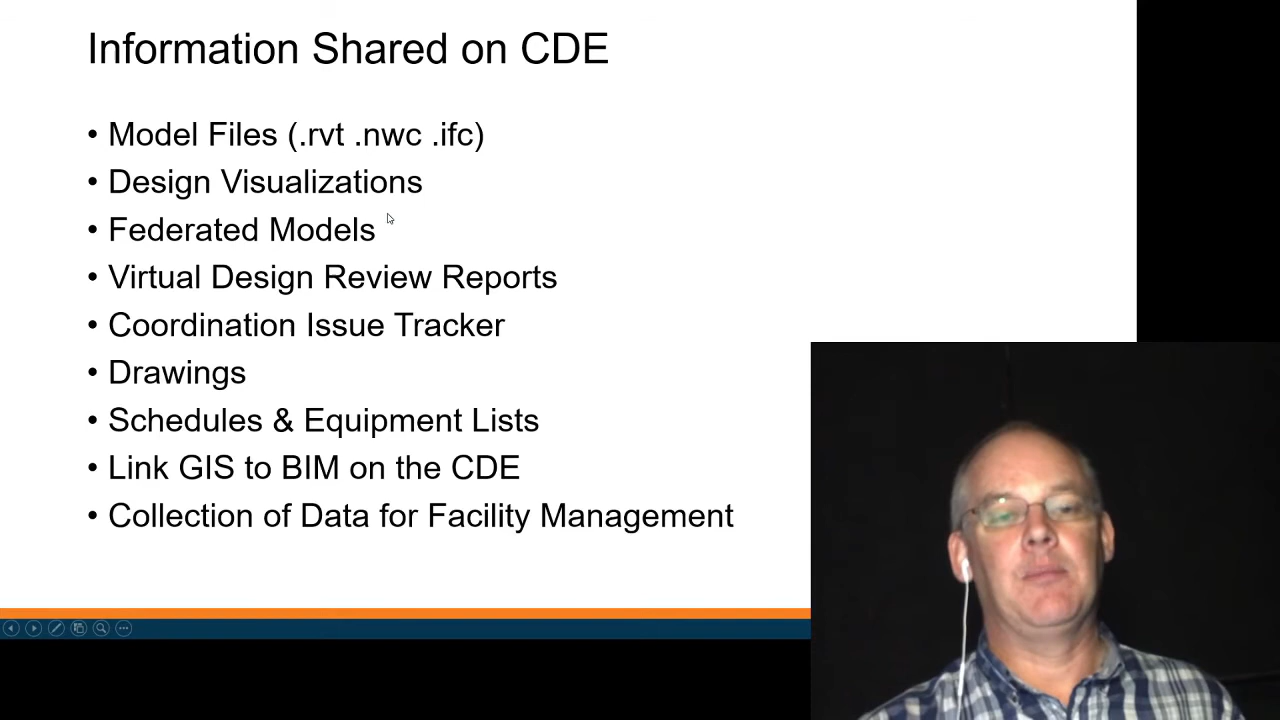 Information Shared on CDE
• Model Files (.rvt .nwc .ifc)
• Design Visualizations
• Federated Models
• Virtual Design Review Reports
• Coordination Issue Tracker
• Drawings
• Schedules & Equipment Lists
• Link GIS to BIM on the CDE
• Collection of Data for Facility Management